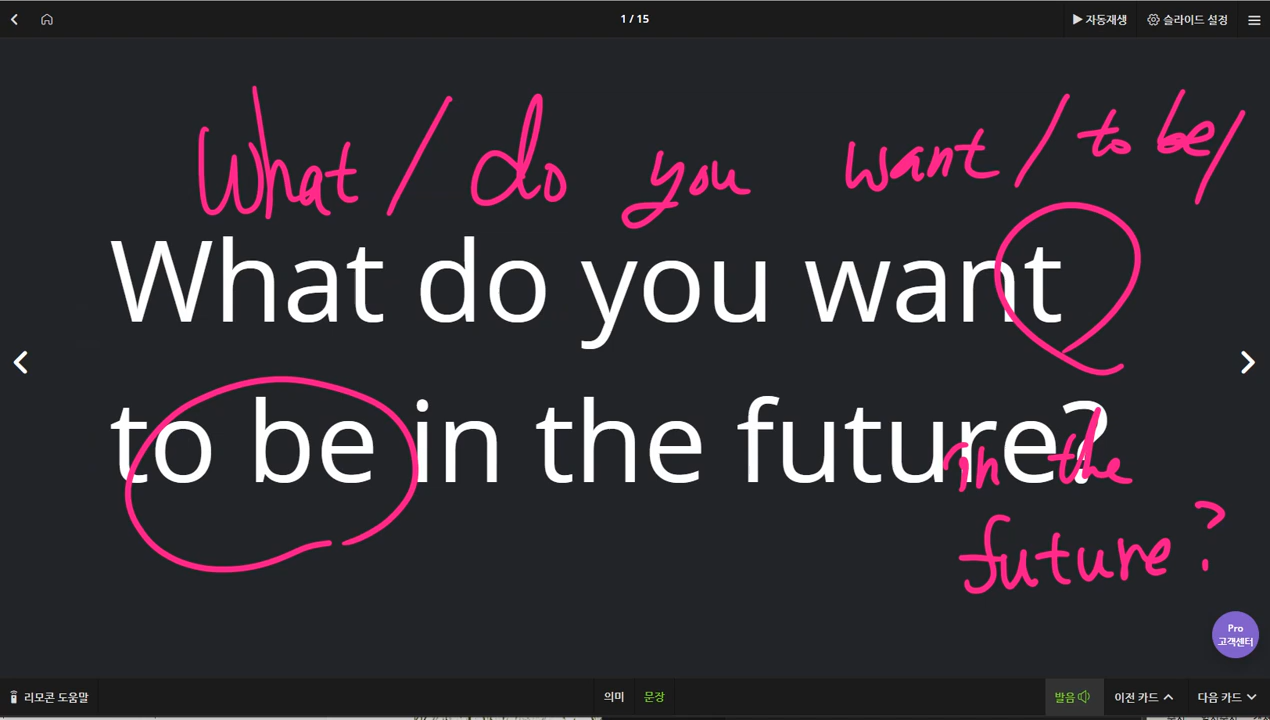 1 / 15
자동재생
슬라이드 설정
What / do you want / to be /
What do you want
to be in the future?
in the
future?
Pro
고객센터
리모콘 도움말
의미
문장
발음
이전 카드
다음 카드